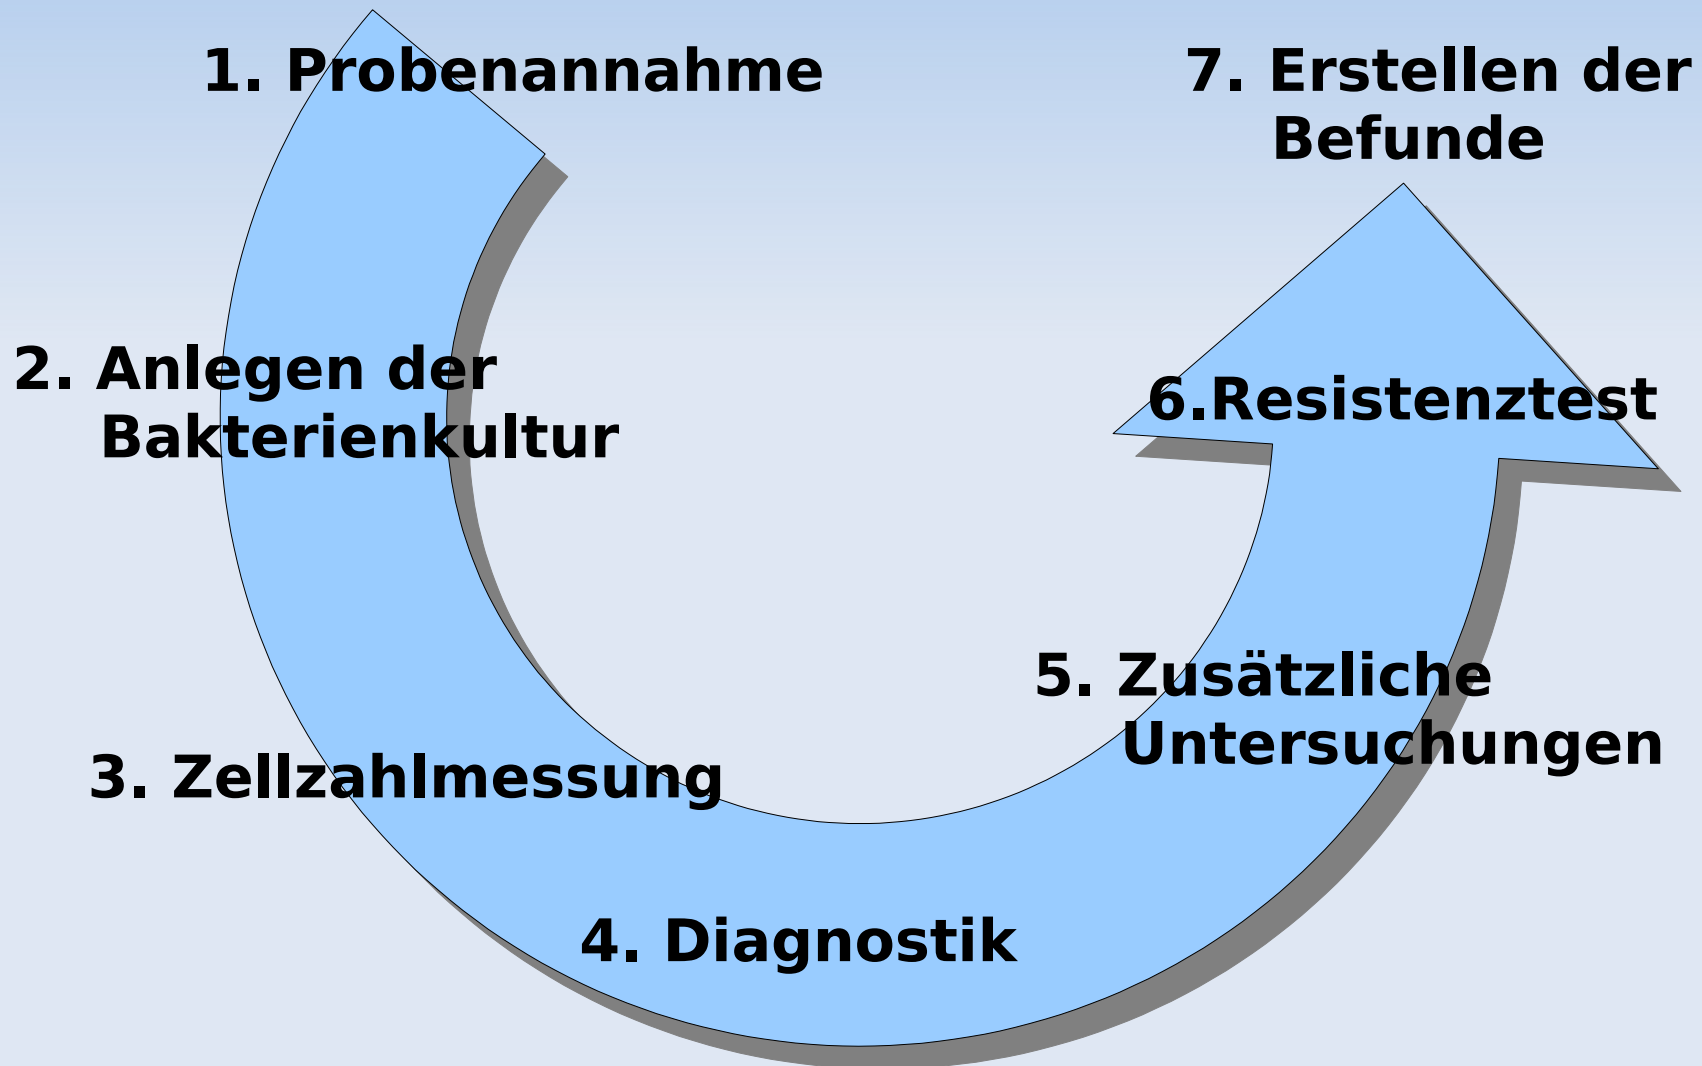 1. Probenannahme
2. Anlegen der
Bakterienkultur
3. Zellzahlmessung
4. Diagnostik
5. Zusätzliche
Untersuchungen
6.Resistenztest
7. Erstellen der
Befunde